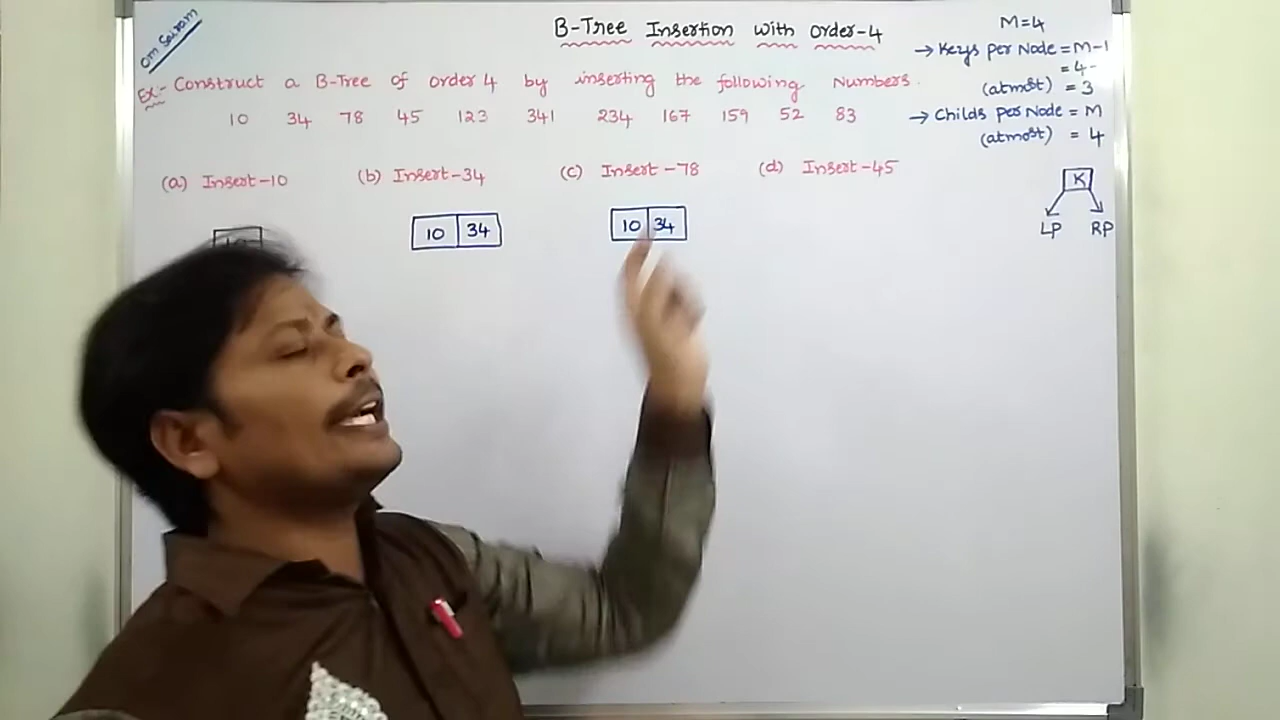 Om Sairam
B-Tree Insertion with Order-4
M=4
→ Keys per Node = M-1
= 4-
(atmost) = 3
→ Childs per Node = M
(atmost) = 4
Ex:- Construct a B-Tree of order 4 by inserting the following Numbers.
10 34 78 45 123 341 234 167 159 52 83
(a) Insert-10 (b) Insert-34 (c) Insert-78 (d) Insert-45
10 34 10 34
K
LP RP